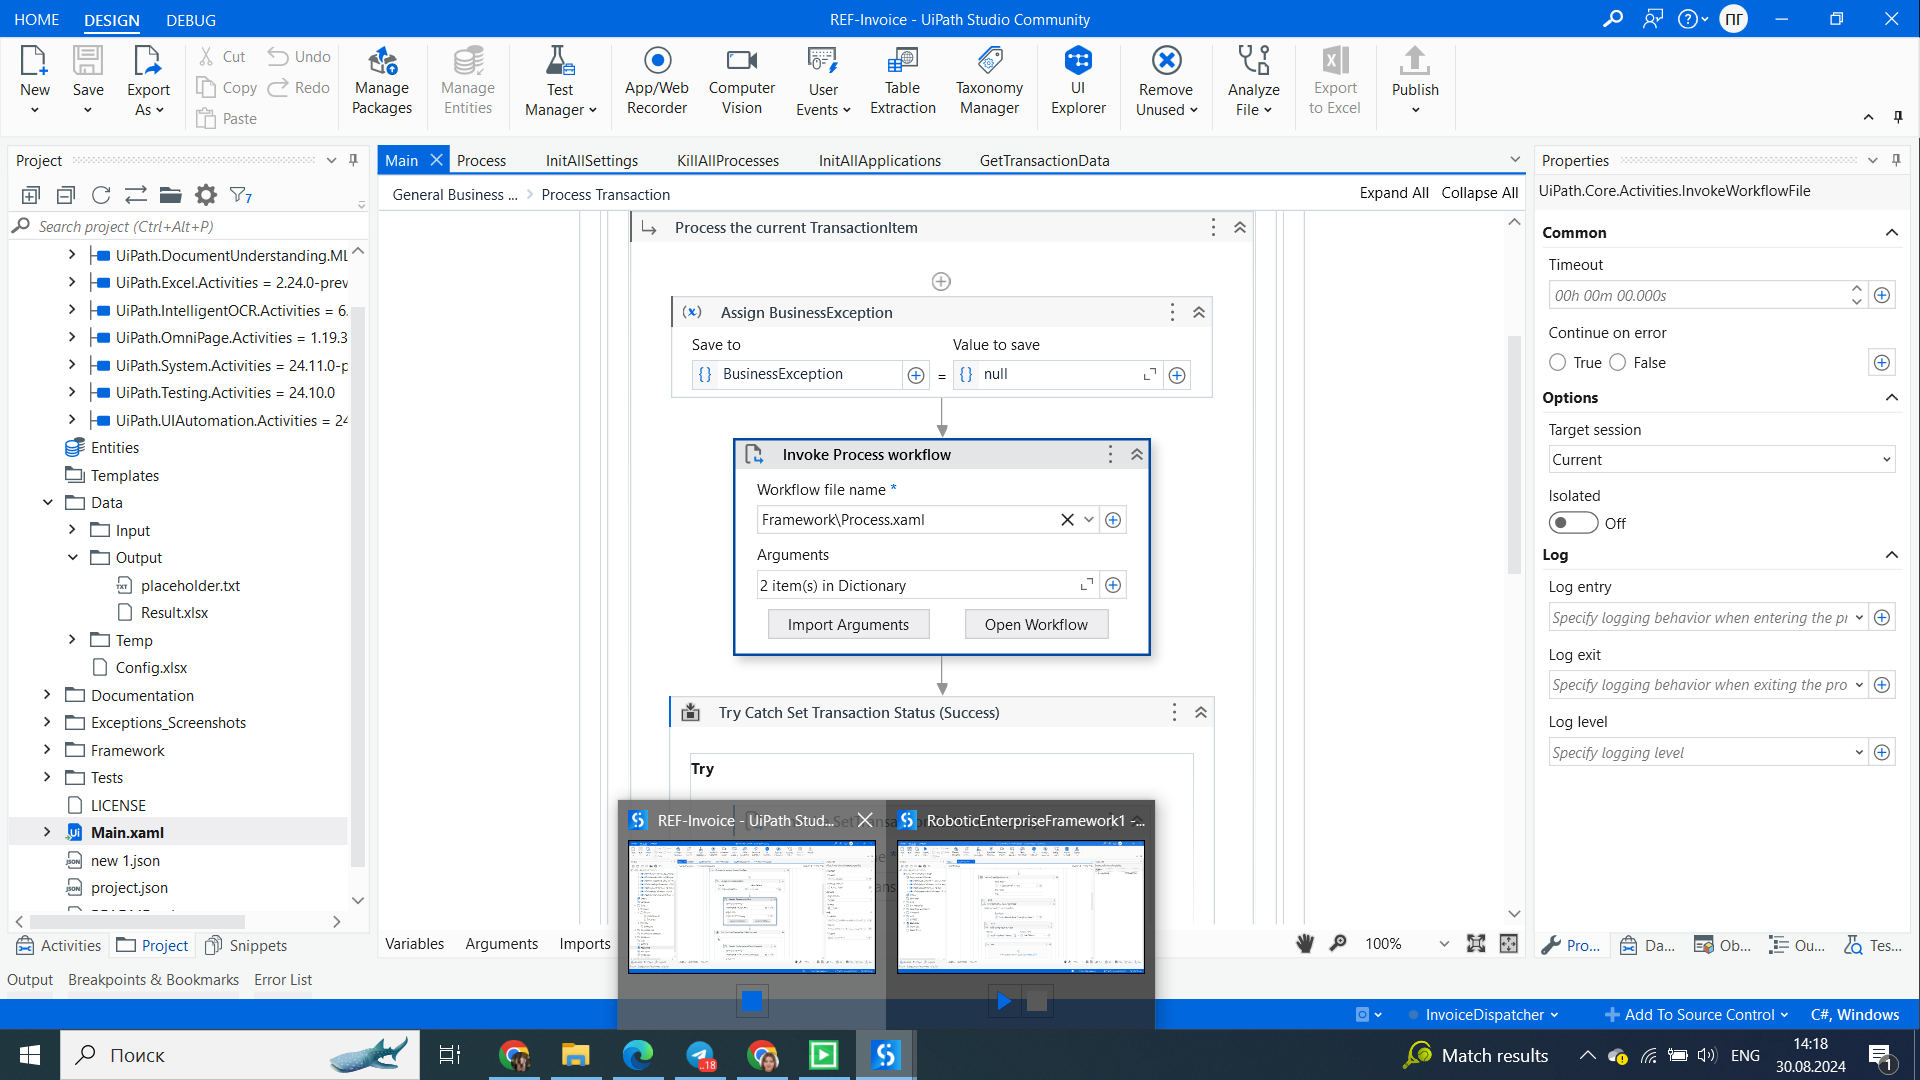 HOME DESIGN DEBUG
REF-Invoice - UiPath Studio Community
ПГ
New
Save
Export As
Cut
Copy
Paste
Undo
Redo
Manage Packages
Manage Entities
Test Manager
App/Web Recorder
Computer Vision
User Events
Table Extraction
Taxonomy Manager
UI Explorer
Remove Unused
Analyze File
Export to Excel
Publish
Project
7
Search project (Ctrl+Alt+P)
UiPath.DocumentUnderstanding.ML
UiPath.Excel.Activities = 2.24.0-prev
UiPath.IntelligentOCR.Activities = 6.
UiPath.OmniPage.Activities = 1.19.3
UiPath.System.Activities = 24.11.0-p
UiPath.Testing.Activities = 24.10.0
UiPath.UIAutomation.Activities = 24
Entities
Templates
Data
Input
Output
placeholder.txt
Result.xlsx
Temp
Config.xlsx
Documentation
Exceptions_Screenshots
Framework
Tests
LICENSE
Main.xaml
new 1.json
project.json
Activities Project Snippets
Output Breakpoints & Bookmarks Error List
Main Process InitAllSettings KillAllProcesses InitAllApplications GetTransactionData
General Business ... > Process Transaction
Expand All Collapse All
Process the current TransactionItem
Assign BusinessException
Save to Value to save
BusinessException = null
Invoke Process workflow
Workflow file name *
Framework\Process.xaml
Arguments
2 item(s) in Dictionary
Import Arguments Open Workflow
Try Catch Set Transaction Status (Success)
Try
REF-Invoice - UiPath Stud...
RoboticEnterpriseFramework1 -...
Variables Arguments Imports
100%
Properties
UiPath.Core.Activities.InvokeWorkflowFile
Common
Timeout
00h 00m 00.000s
Continue on error
True False
Options
Target session
Current
Isolated
Off
Log
Log entry
Specify logging behavior when entering the pr
Log exit
Specify logging behavior when exiting the pro
Log level
Specify logging level
Pro... Da... Ob... Ou... Tes...
InvoiceDispatcher Add To Source Control C#, Windows
Поиск
..18
Match results
ENG
14:18
30.08.2024
1